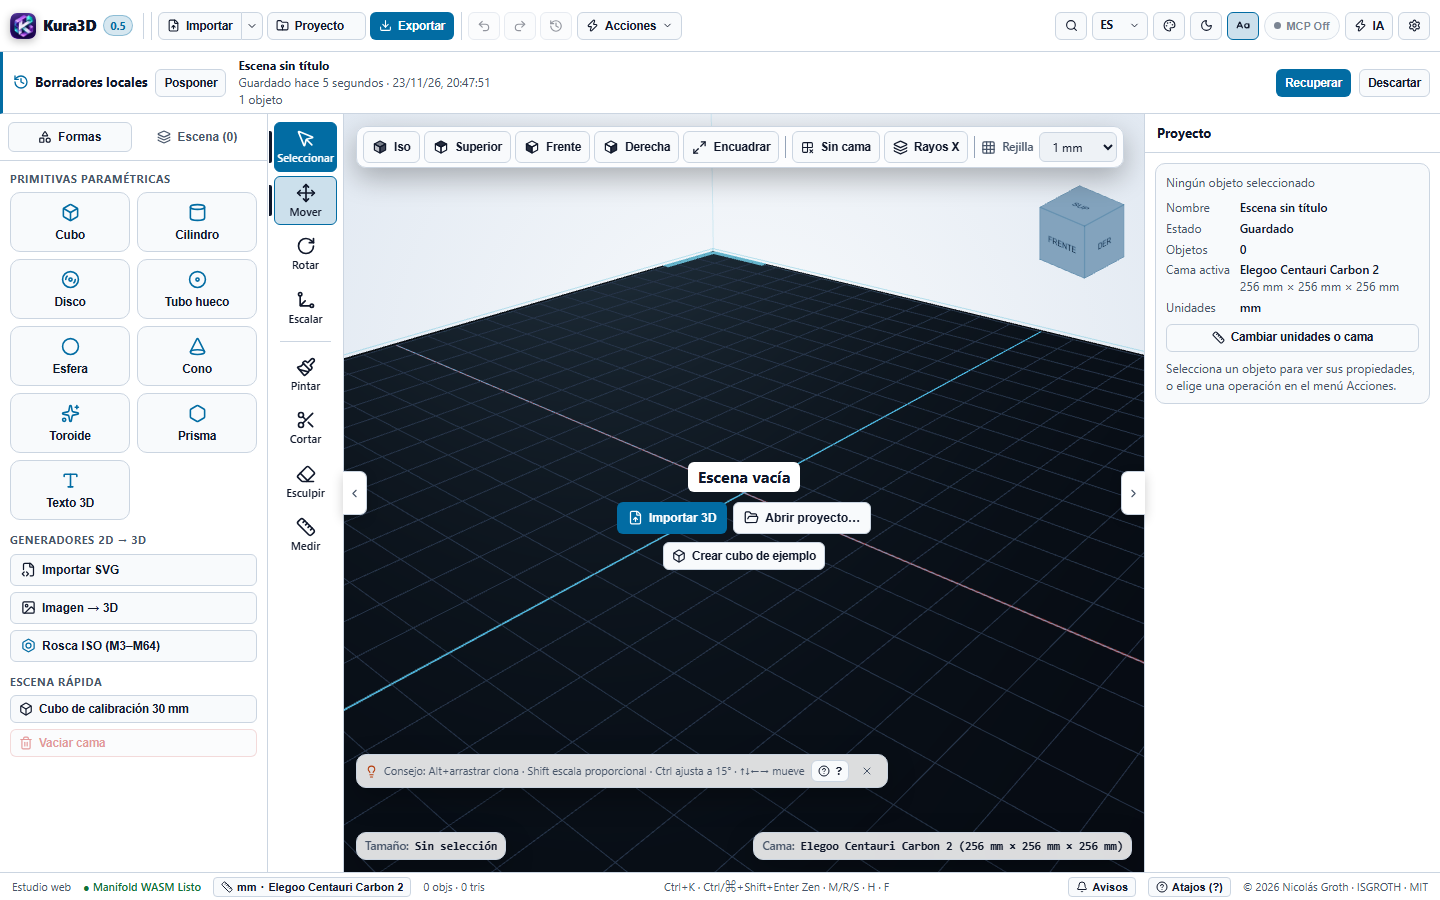 Kura3D 0.5 Importar Proyecto Exportar Acciones ES Aa MCP Off IA
Borradores locales Posponer
Escena sin título
Guardado hace 5 segundos · 23/11/26, 20:47:51
1 objeto
Recuperar Descartar
Formas Escena (0)
PRIMITIVAS PARAMÉTRICAS
Cubo Cilindro
Disco Tubo hueco
Esfera Cono
Toroide Prisma
Texto 3D
GENERADORES 2D → 3D
Importar SVG
Imagen → 3D
Rosca ISO (M3–M64)
ESCENA RÁPIDA
Cubo de calibración 30 mm
Vaciar cama
Seleccionar
Mover
Rotar
Escalar
Pintar
Cortar
Esculpir
Medir
Iso Superior Frente Derecha Encuadrar Sin cama Rayos X Rejilla 1 mm
SUP
FRENTE DER
Escena vacía
Importar 3D Abrir proyecto...
Crear cubo de ejemplo
Consejo: Alt+arrastrar clona · Shift escala proporcional · Ctrl ajusta a 15° · ↑↓←→ mueve ?
Tamaño: Sin selección
Cama: Elegoo Centauri Carbon 2 (256 mm × 256 mm × 256 mm)
Proyecto
Ningún objeto seleccionado
Nombre Escena sin título
Estado Guardado
Objetos 0
Cama activa Elegoo Centauri Carbon 2
256 mm × 256 mm × 256 mm
Unidades mm
Cambiar unidades o cama
Selecciona un objeto para ver sus propiedades,
o elige una operación en el menú Acciones.
Estudio web ● Manifold WASM Listo mm · Elegoo Centauri Carbon 2 0 objs · 0 tris Ctrl+K · Ctrl/⌘+Shift+Enter Zen · M/R/S · H · F Avisos Atajos (?) © 2026 Nicolás Groth · ISGROTH · MIT